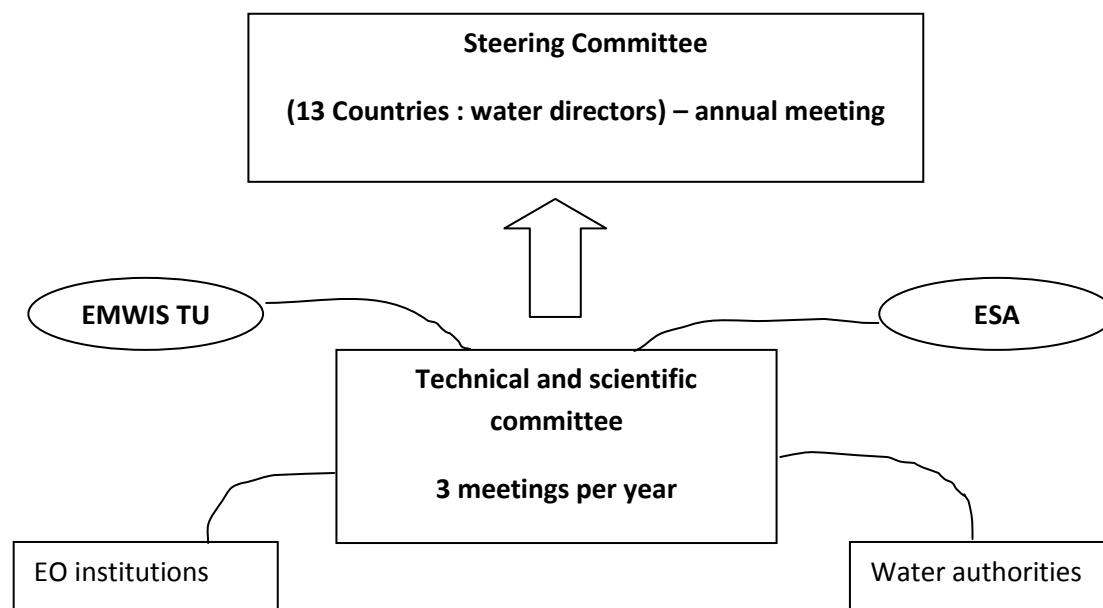 Steering Committee
(13 Countries : water directors) – annual meeting
EMWIS TU
ESA
Technical and scientific
committee
3 meetings per year
EO institutions
Water authorities